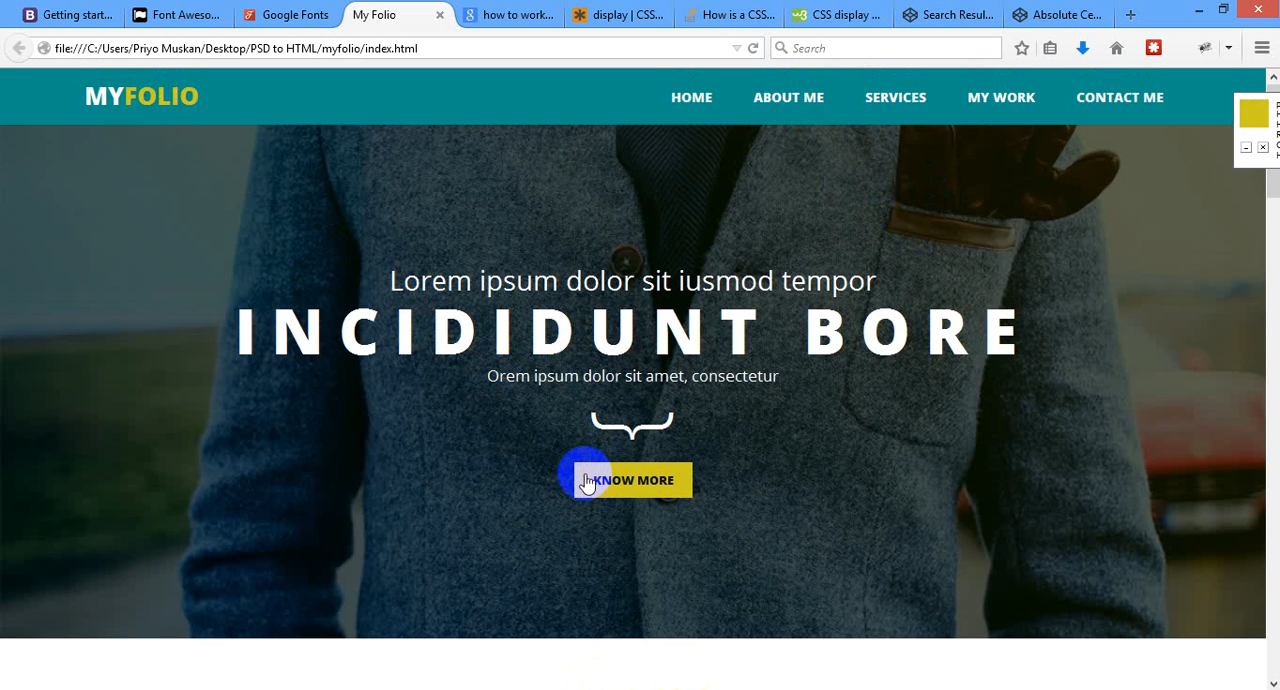 Getting start...
Font Aweso...
Google Fonts
My Folio
how to work...
display | CSS...
How is a CSS...
CSS display ...
Search Resul...
Absolute Ce...
file:///C:/Users/Priyo Muskan/Desktop/PSD to HTML/myfolio/index.html
Search
MYFOLIO
HOME
ABOUT ME
SERVICES
MY WORK
CONTACT ME
Lorem ipsum dolor sit iusmod tempor
INCIDIDUNT BORE
Orem ipsum dolor sit amet, consectetur
KNOW MORE